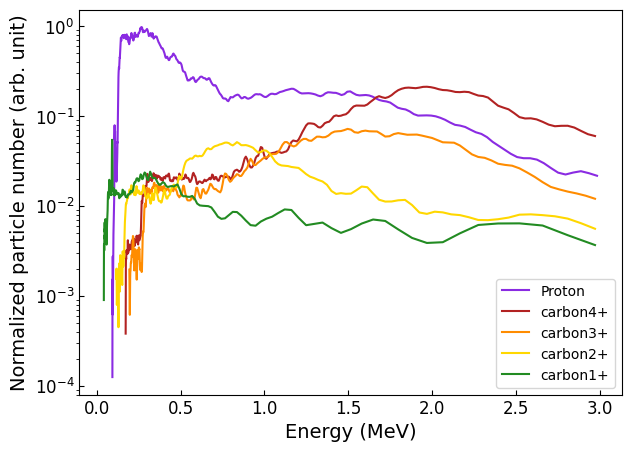 Normalized particle number (arb. unit)
10⁰
10⁻¹
10⁻²
10⁻³
10⁻⁴
Proton
carbon4+
carbon3+
carbon2+
carbon1+
0.0 0.5 1.0 1.5 2.0 2.5 3.0
Energy (MeV)